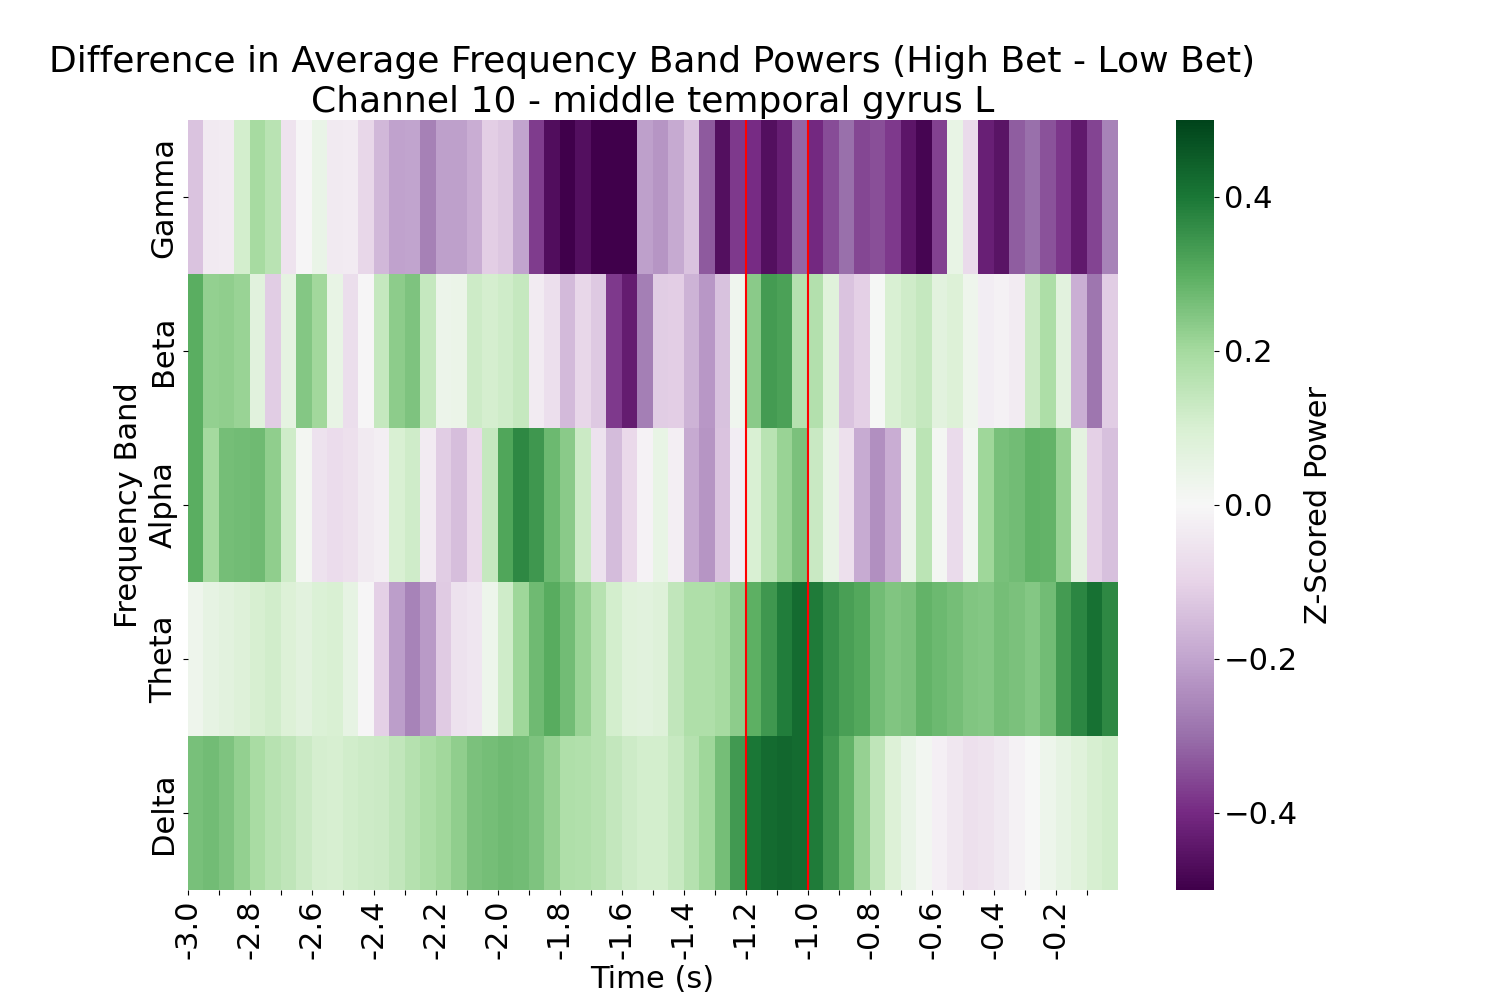 Difference in Average Frequency Band Powers (High Bet - Low Bet)
Channel 10 - middle temporal gyrus L
Frequency Band
Gamma
Beta
Alpha
Theta
Delta
-3.0
-2.8
-2.6
-2.4
-2.2
-2.0
-1.8
-1.6
-1.4
-1.2
-1.0
-0.8
-0.6
-0.4
-0.2
Time (s)
0.4
0.2
0.0
−0.2
−0.4
Z-Scored Power